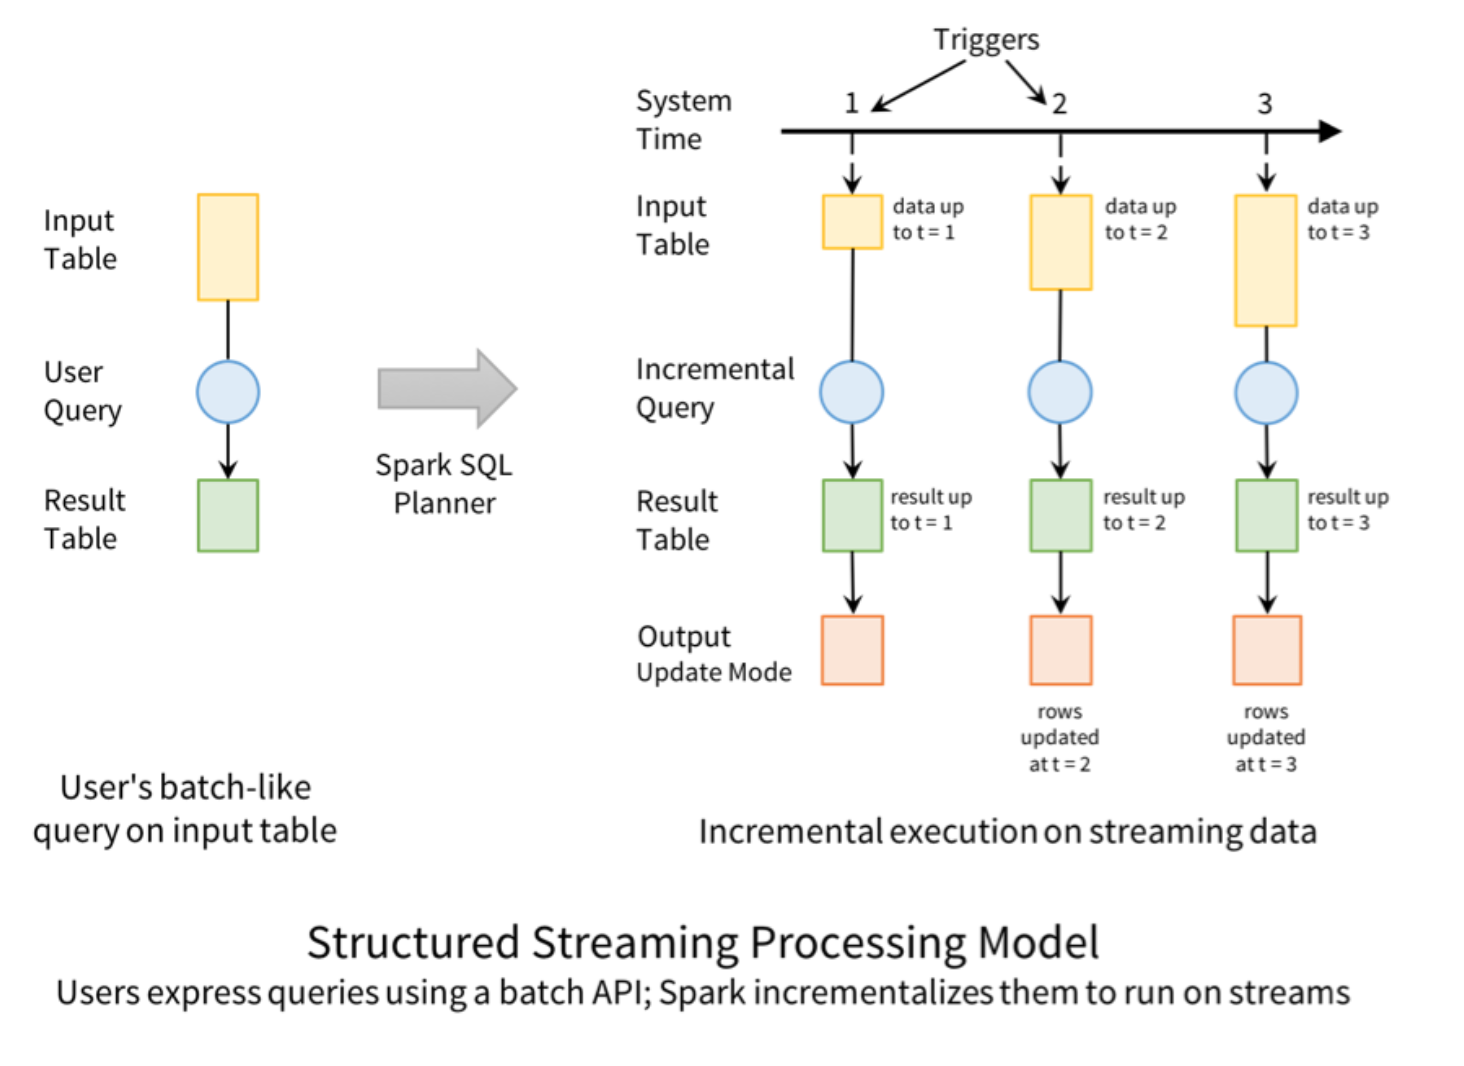 Triggers
System
Time
1
2
3
Input
Table
User
Query
Result
Table
Spark SQL
Planner
Input
Table
data up
to t = 1
data up
to t = 2
data up
to t = 3
Incremental
Query
Result
Table
result up
to t = 1
result up
to t = 2
result up
to t = 3
Output
Update Mode
rows
updated
at t = 2
rows
updated
at t = 3
User's batch-like
query on input table
Incremental execution on streaming data
Structured Streaming Processing Model
Users express queries using a batch API; Spark incrementalizes them to run on streams